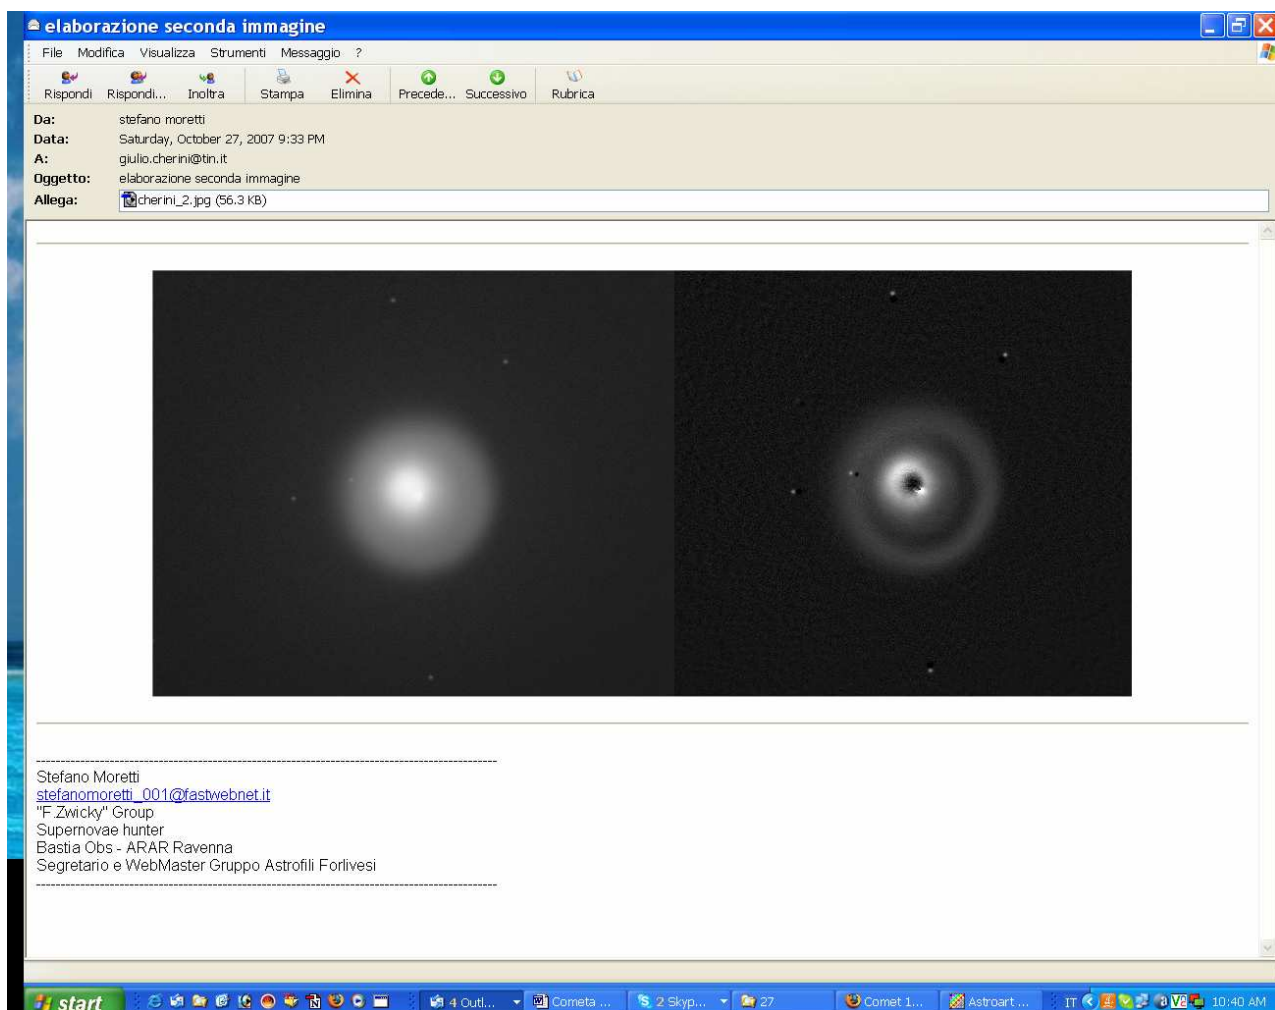 elaborazione seconda immagine
File Modifica Visualizza Strumenti Messaggio ?
Rispondi Rispondi... Inoltra Stampa Elimina Precede... Successivo Rubrica
Da: stefano moretti
Data: Saturday, October 27, 2007 9:33 PM
A: giulio.cherini@tin.it
Oggetto: elaborazione seconda immagine
Allega: cherini_2.jpg (56.3 KB)
Stefano Moretti
stefanomoretti_001@fastwebnet.it
"F.Zwicky" Group
Supernovae hunter
Bastia Obs - ARAR Ravenna
Segretario e WebMaster Gruppo Astrofili Forlivesi
start 4 Outl... Cometa ... 2 Skyp... 27 Comet 1... Astroart ... IT 10:40 AM